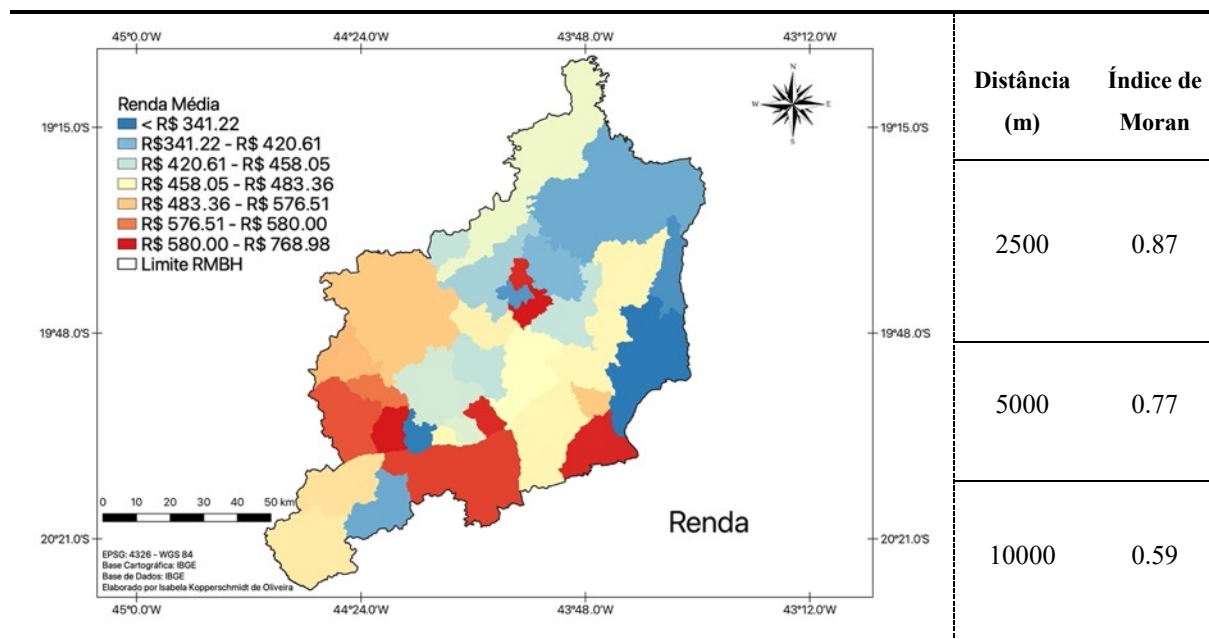 45°0.0'W 44°24.0'W 43°48.0'W 43°12.0'W
N
W E
S
Renda Média
< R$ 341.22
R$341.22 - R$ 420.61
R$ 420.61 - R$ 458.05
R$ 458.05 - R$ 483.36
R$ 483.36 - R$ 576.51
R$ 576.51 - R$ 580.00
R$ 580.00 - R$ 768.98
Limite RMBH
19°15.0'S 19°15.0'S
19°48.0'S 19°48.0'S
0 10 20 30 40 50 km
Renda
20°21.0'S 20°21.0'S
EPSG: 4326 - WGS 84
Base Cartográfica: IBGE
Base de Dados: IBGE
Elaborado por Isabela Kopperschmidt de Oliveira
45°0.0'W 44°24.0'W 43°48.0'W 43°12.0'W
Distância Índice de
(m) Moran
2500 0.87
5000 0.77
10000 0.59